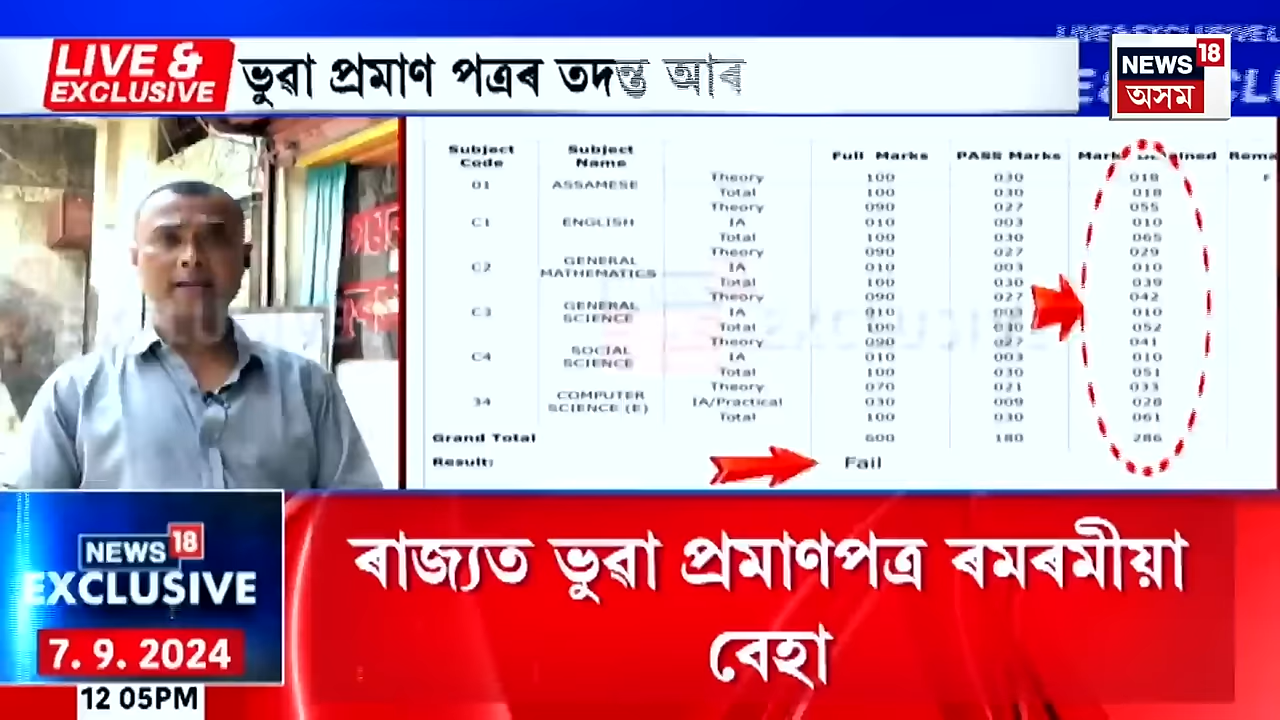 LIVE &
EXCLUSIVE
ভুৱা প্ৰমাণ পত্ৰৰ তদন্ত আৰ
NEWS 18
অসম
Subject Code Subject Name Full Marks PASS Marks Marks Obtained Rema
01 ASSAMESE Theory 100 030 018 F
Total 100 030 018
C1 ENGLISH Theory 090 027 055
IA 010 003 010
Total 100 030 065
C2 GENERAL MATHEMATICS Theory 090 027 029
IA 010 003 010
Total 100 030 039
C3 GENERAL SCIENCE Theory 090 027 042
IA 010 003 010
Total 100 030 052
C4 SOCIAL SCIENCE Theory 090 027 041
IA 010 003 010
Total 100 030 051
34 COMPUTER SCIENCE (E) Theory 070 021 033
IA/Practical 030 009 028
Total 100 030 061
Grand Total 600 180 286
Result: Fail
NEWS 18
EXCLUSIVE
7. 9. 2024
12 05PM
ৰাজ্যত ভুৱা প্ৰমাণপত্ৰ ৰমৰমীয়া
বেহা